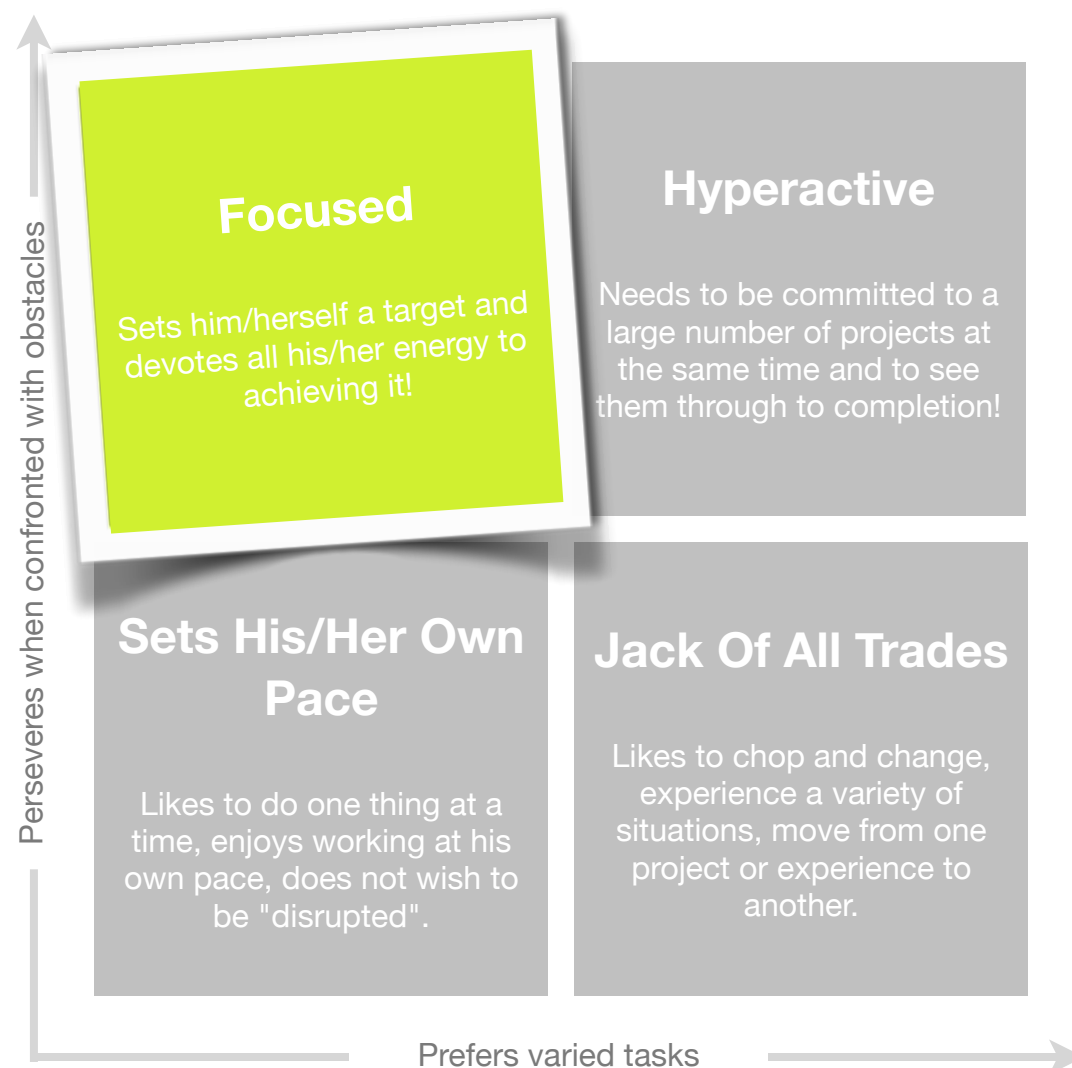 Focused
Sets him/herself a target and
devotes all his/her energy to
achieving it!
Hyperactive
Needs to be committed to a
large number of projects at
the same time and to see
them through to completion!
Perseveres when confronted with obstacles
Sets His/Her Own
Pace
Likes to do one thing at a
time, enjoys working at his
own pace, does not wish to
be "disrupted".
Jack Of All Trades
Likes to chop and change,
experience a variety of
situations, move from one
project or experience to
another.
Prefers varied tasks